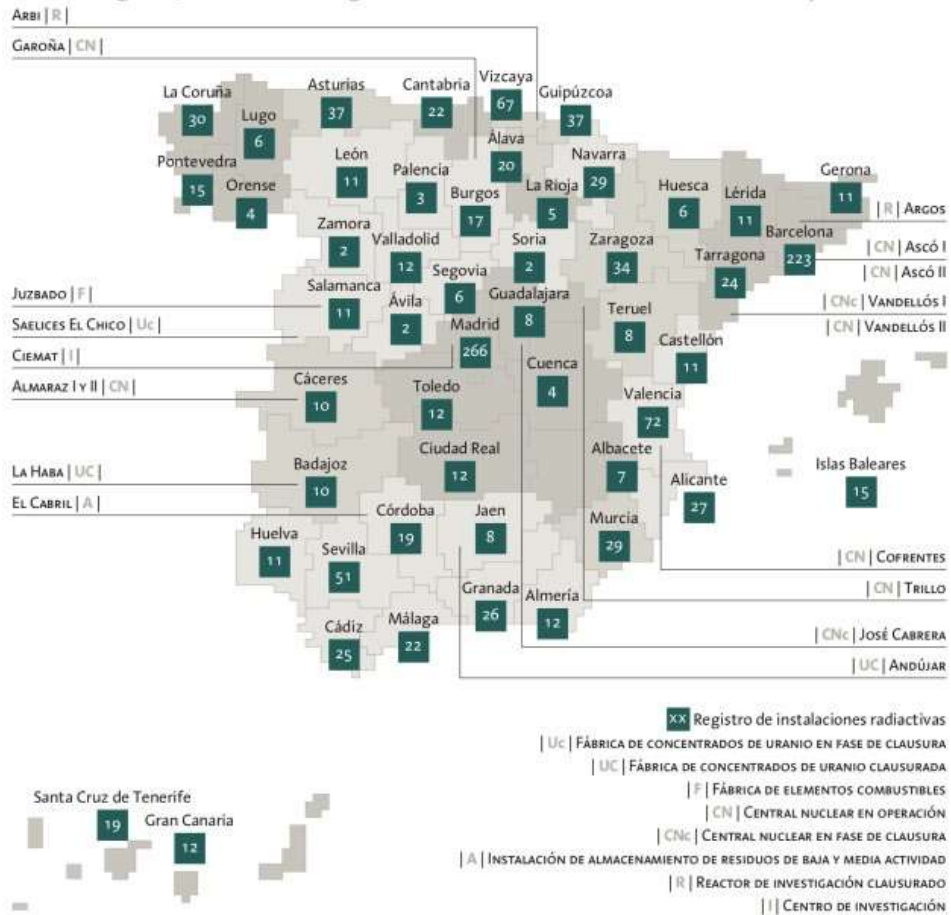 ARBI | R |
GAROÑA | CN |
La Coruña
30
Lugo
6
Asturias
37
Cantabria
22
Vizcaya
67
Guipúzcoa
37
Pontevedra
15
Orense
4
León
11
Palencia
3
Burgos
17
Álava
20
La Rioja
5
Navarra
29
Huesca
6
Lérida
11
Gerona
11
Barcelona
223
Tarragona
24
Zamora
2
Valladolid
12
Segovia
6
Soria
2
Zaragoza
34
Salamanca
11
Ávila
2
Madrid
266
Guadalajara
8
Teruel
8
Castellón
11
Cáceres
10
Toledo
12
Cuenca
4
Valencia
72
Badajoz
10
Ciudad Real
12
Albacete
7
Alicante
27
Islas Baleares
15
Huelva
11
Sevilla
51
Córdoba
19
Jaen
8
Murcia
29
Cádiz
25
Málaga
22
Granada
26
Almería
12
| R | ARGOS
| CN | ASCÓ I
| CN | ASCÓ II
| CNc | VANDELLÓS I
| CN | VANDELLÓS II
JUZBADO | F |
SAELICES EL CHICO | Uc |
CIEMAT | I |
ALMARAZ I Y II | CN |
LA HABA | UC |
EL CABRIL | A |
| CN | COFRENTES
| CN | TRILLO
| CNc | JOSÉ CABRERA
| UC | ANDÚJAR
Santa Cruz de Tenerife
19
Gran Canaria
12
xx Registro de instalaciones radiactivas
| Uc | FÁBRICA DE CONCENTRADOS DE URANIO EN FASE DE CLAUSURA
| UC | FÁBRICA DE CONCENTRADOS DE URANIO CLAUSURADA
| F | FÁBRICA DE ELEMENTOS COMBUSTIBLES
| CN | CENTRAL NUCLEAR EN OPERACIÓN
| CNc | CENTRAL NUCLEAR EN FASE DE CLAUSURA
| A | INSTALACIÓN DE ALMACENAMIENTO DE RESIDUOS DE BAJA Y MEDIA ACTIVIDAD
| R | REACTOR DE INVESTIGACIÓN CLAUSURADO
| I | CENTRO DE INVESTIGACIÓN